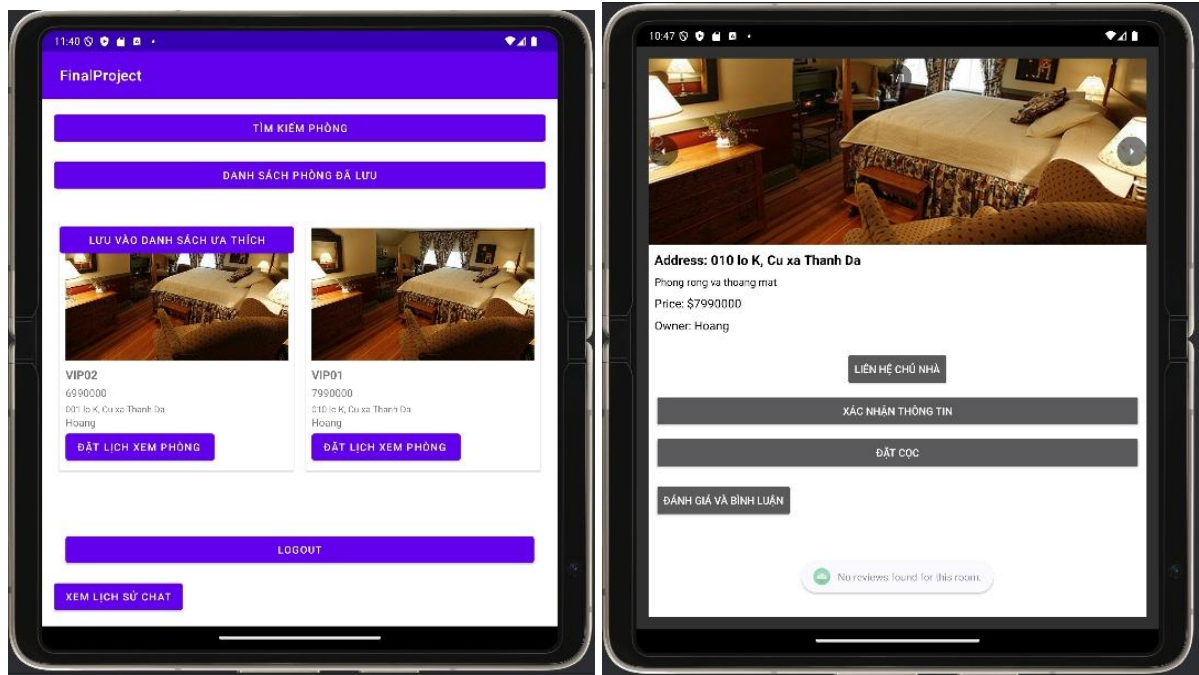 11:40
FinalProject
TÌM KIẾM PHÒNG
DANH SÁCH PHÒNG ĐÃ LƯU
LƯU VÀO DANH SÁCH ƯA THÍCH
VIP02
6990000
001 lo K, Cu xa Thanh Da
Hoang
ĐẶT LỊCH XEM PHÒNG
VIP01
7990000
010 lo K, Cu xa Thanh Da
Hoang
ĐẶT LỊCH XEM PHÒNG
LOGOUT
XEM LỊCH SỬ CHAT
10:47
1/1
Address: 010 lo K, Cu xa Thanh Da
Phong rong va thoang mat
Price: $7990000
Owner: Hoang
LIÊN HỆ CHỦ NHÀ
XÁC NHẬN THÔNG TIN
ĐẶT CỌC
ĐÁNH GIÁ VÀ BÌNH LUẬN
No reviews found for this room.